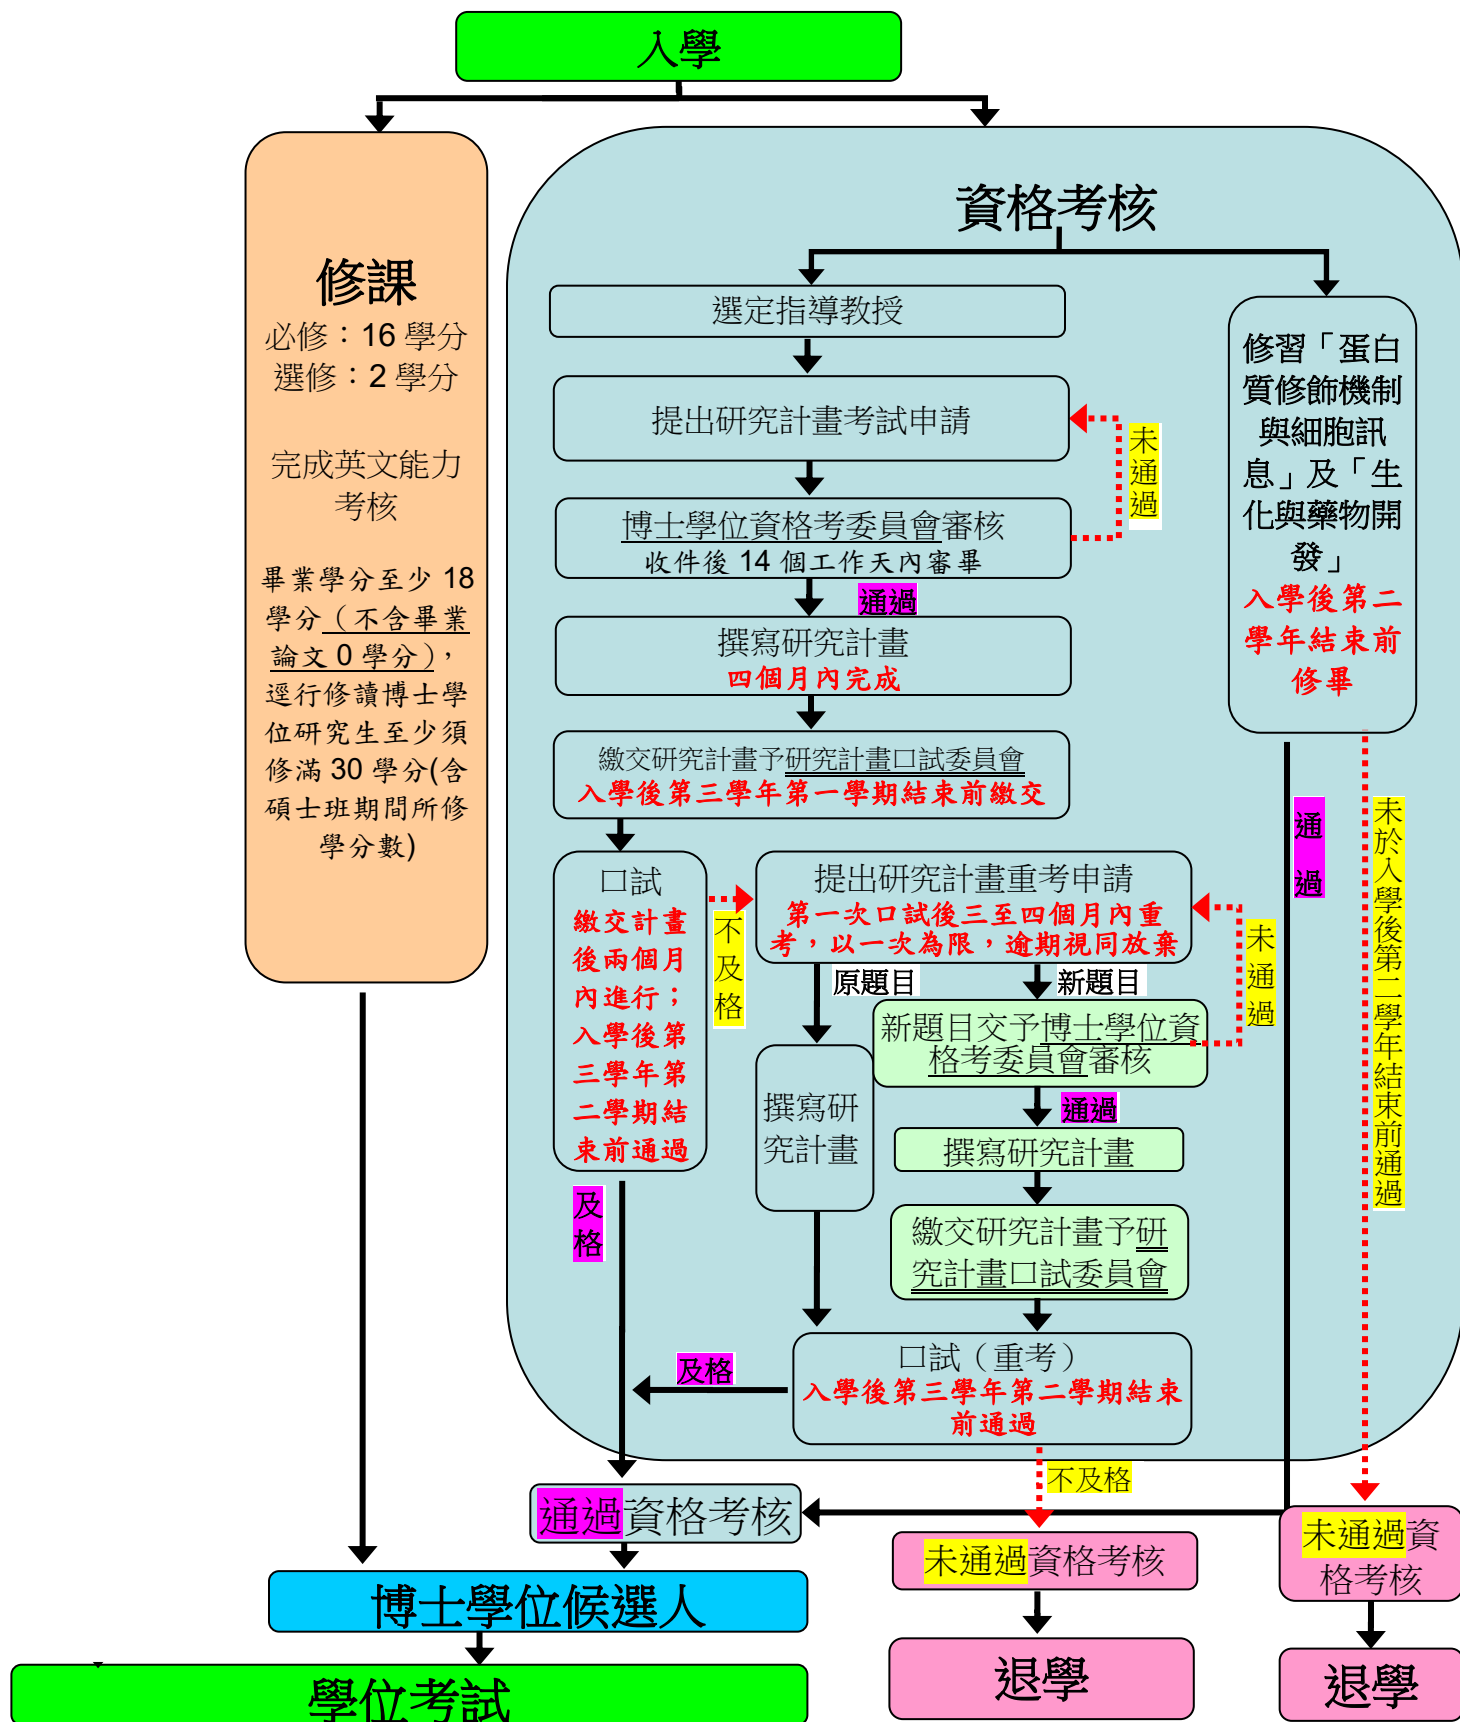 入學
修課
必修：16 學分
選修：2 學分
完成英文能力
考核
畢業學分至少 18
學分（不含畢業
論文 0 學分），
逕行修讀博士學
位研究生至少須
修滿 30 學分(含
碩士班期間所修
學分數)
資格考核
選定指導教授
提出研究計畫考試申請
未
通
過
博士學位資格考委員會審核
收件後 14 個工作天內審畢
通過
撰寫研究計畫
四個月內完成
繳交研究計畫予研究計畫口試委員會
入學後第三學年第一學期結束前繳交
口試
繳交計畫
後兩個月
內進行；
入學後第
三學年第
二學期結
束前通過
不
及
格
提出研究計畫重考申請
第一次口試後三至四個月內重
考，以一次為限，逾期視同放棄
原題目
新題目
未
通
過
新題目交予博士學位資
格考委員會審核
通過
撰寫研
究計畫
撰寫研究計畫
繳交研究計畫予研
究計畫口試委員會
及
格
口試（重考）
入學後第三學年第二學期結束
前通過
及格
不及格
修習「蛋白
質修飾機制
與細胞訊
息」及「生
化與藥物開
發」
入學後第二
學年結束前
修畢
通
過
未
於
入
學
後
第
二
學
年
結
束
前
通
過
通過資格考核
未通過資格考核
未通過資
格考核
博士學位候選人
退學
退學
學位考試